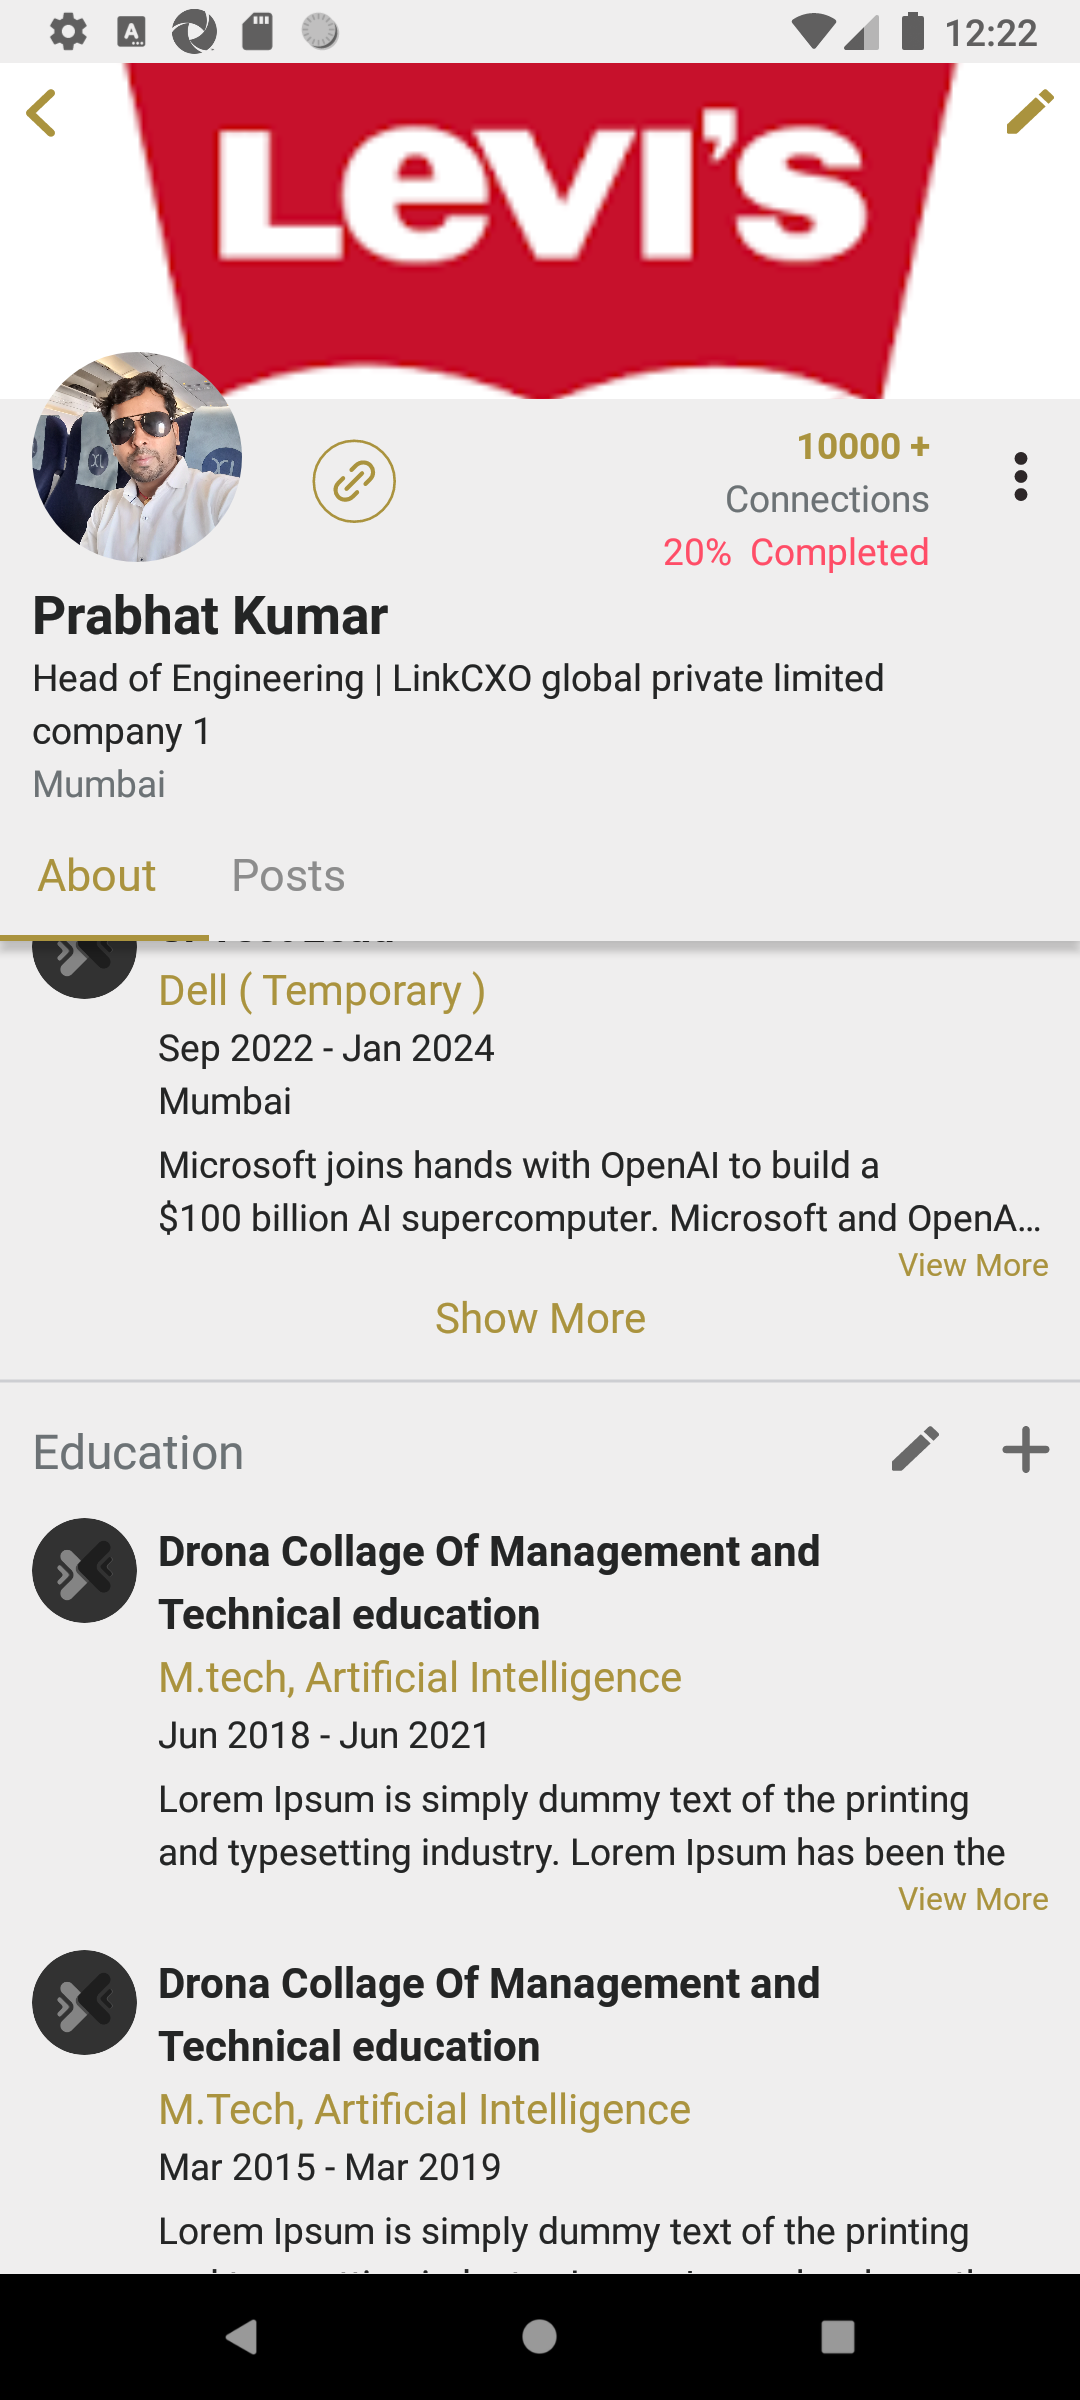 12:22
Levi's
10000 +
Connections
20% Completed
Prabhat Kumar
Head of Engineering | LinkCXO global private limited
company 1
Mumbai
About
Posts
Dell ( Temporary )
Sep 2022 - Jan 2024
Mumbai
Microsoft joins hands with OpenAI to build a
$100 billion AI supercomputer. Microsoft and OpenA…
View More
Show More
Education
Drona Collage Of Management and
Technical education
M.tech, Artificial Intelligence
Jun 2018 - Jun 2021
Lorem Ipsum is simply dummy text of the printing
and typesetting industry. Lorem Ipsum has been the
View More
Drona Collage Of Management and
Technical education
M.Tech, Artificial Intelligence
Mar 2015 - Mar 2019
Lorem Ipsum is simply dummy text of the printing